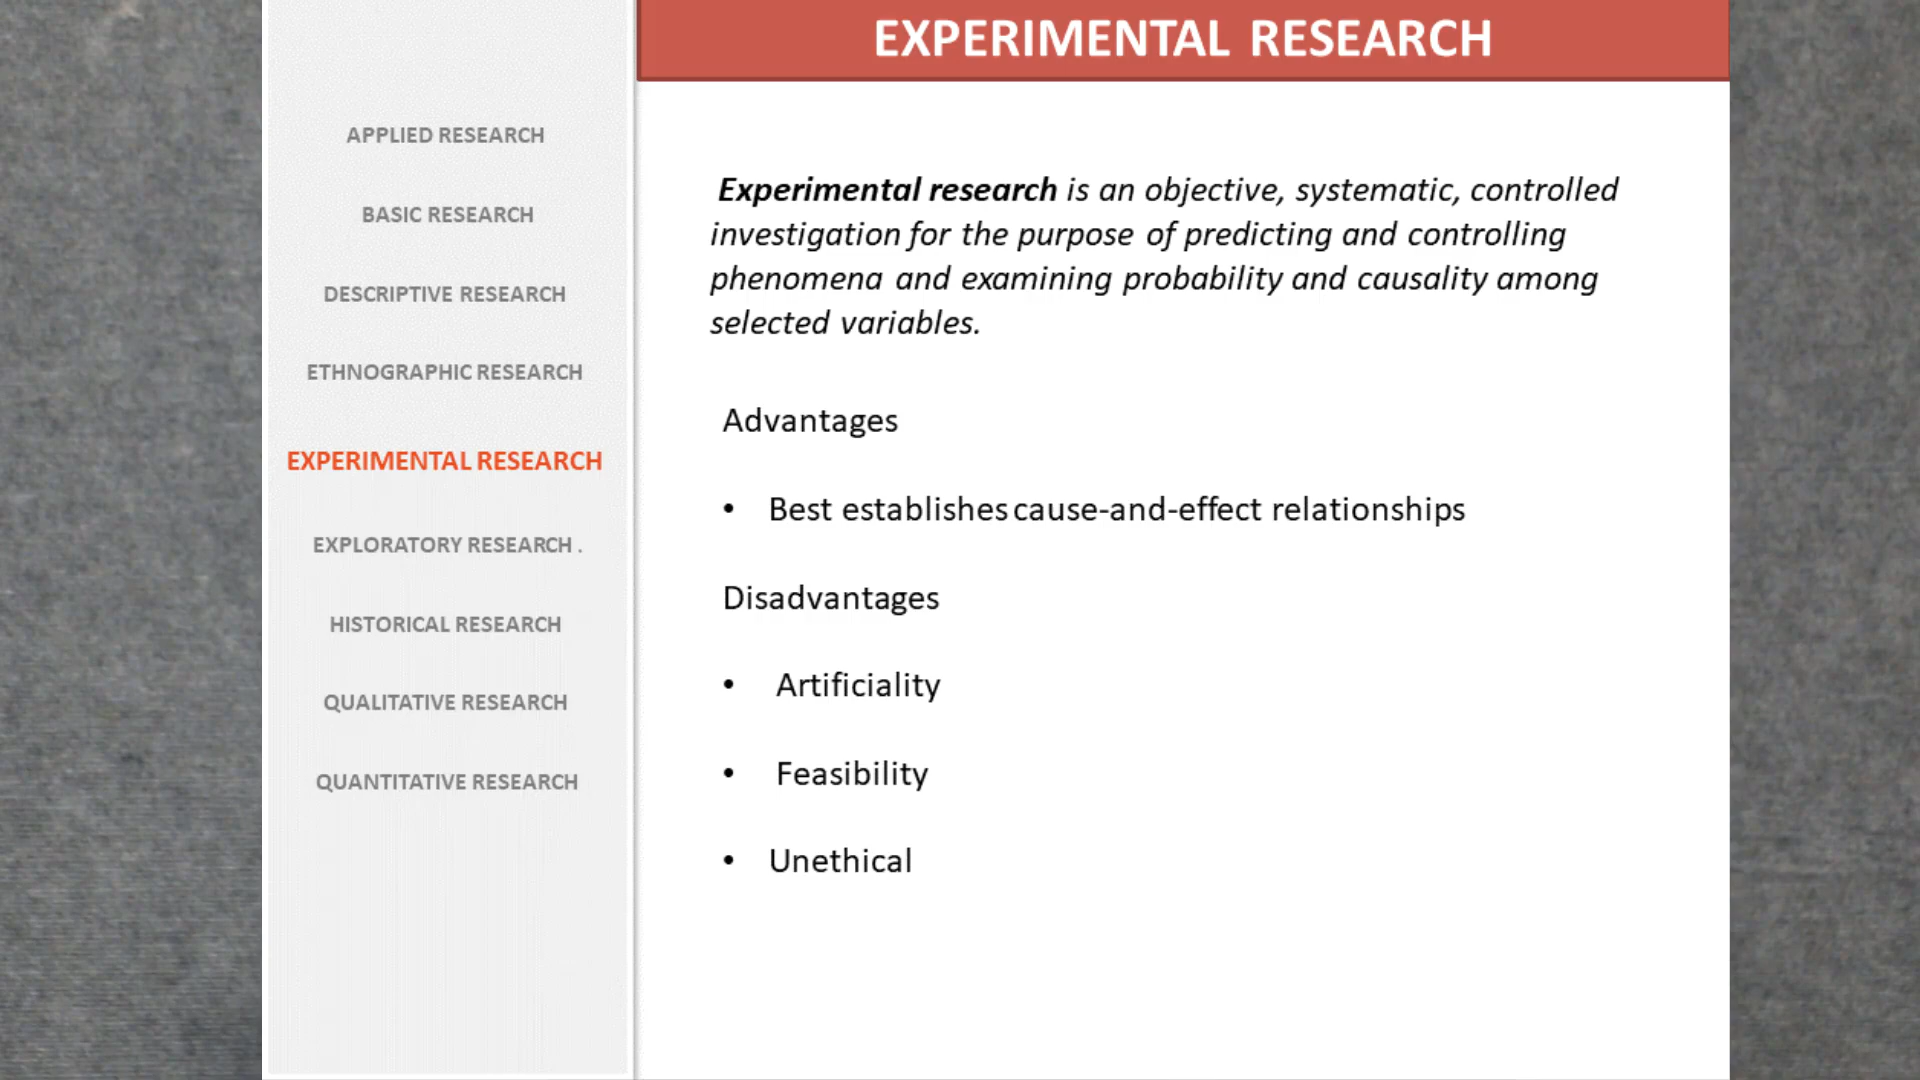 EXPERIMENTAL RESEARCH
APPLIED RESEARCH
BASIC RESEARCH
DESCRIPTIVE RESEARCH
ETHNOGRAPHIC RESEARCH
EXPERIMENTAL RESEARCH
EXPLORATORY RESEARCH .
HISTORICAL RESEARCH
QUALITATIVE RESEARCH
QUANTITATIVE RESEARCH
Experimental research is an objective, systematic, controlled
investigation for the purpose of predicting and controlling
phenomena and examining probability and causality among
selected variables.
Advantages
• Best establishes cause-and-effect relationships
Disadvantages
• Artificiality
• Feasibility
• Unethical